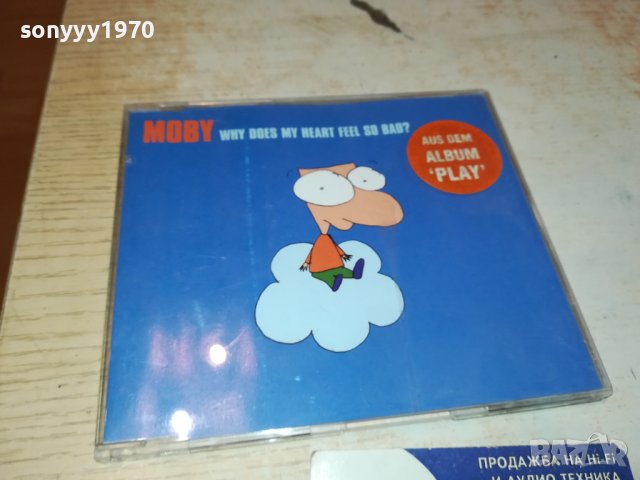 sonyyy1970
MOBY WHY DOES MY HEART FEEL SO BAD?
AUS DEM
ALBUM
'PLAY'
BAZAR
ПРОДАЖБА НА Hi-Fi
И АУДИО ТЕХНИКА